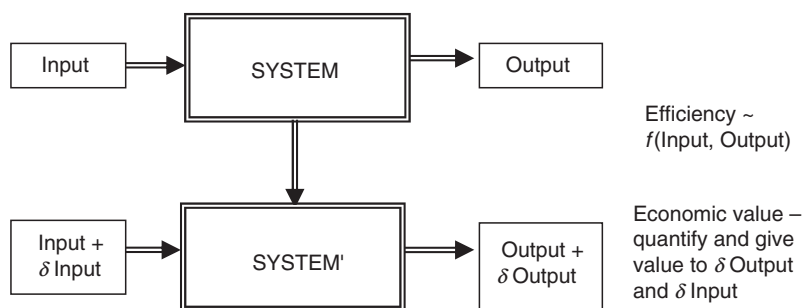 Input
SYSTEM
Output
Efficiency ~
f(Input, Output)
Input +
δ Input
SYSTEM'
Output +
δ Output
Economic value –
quantify and give
value to δ Output
and δ Input